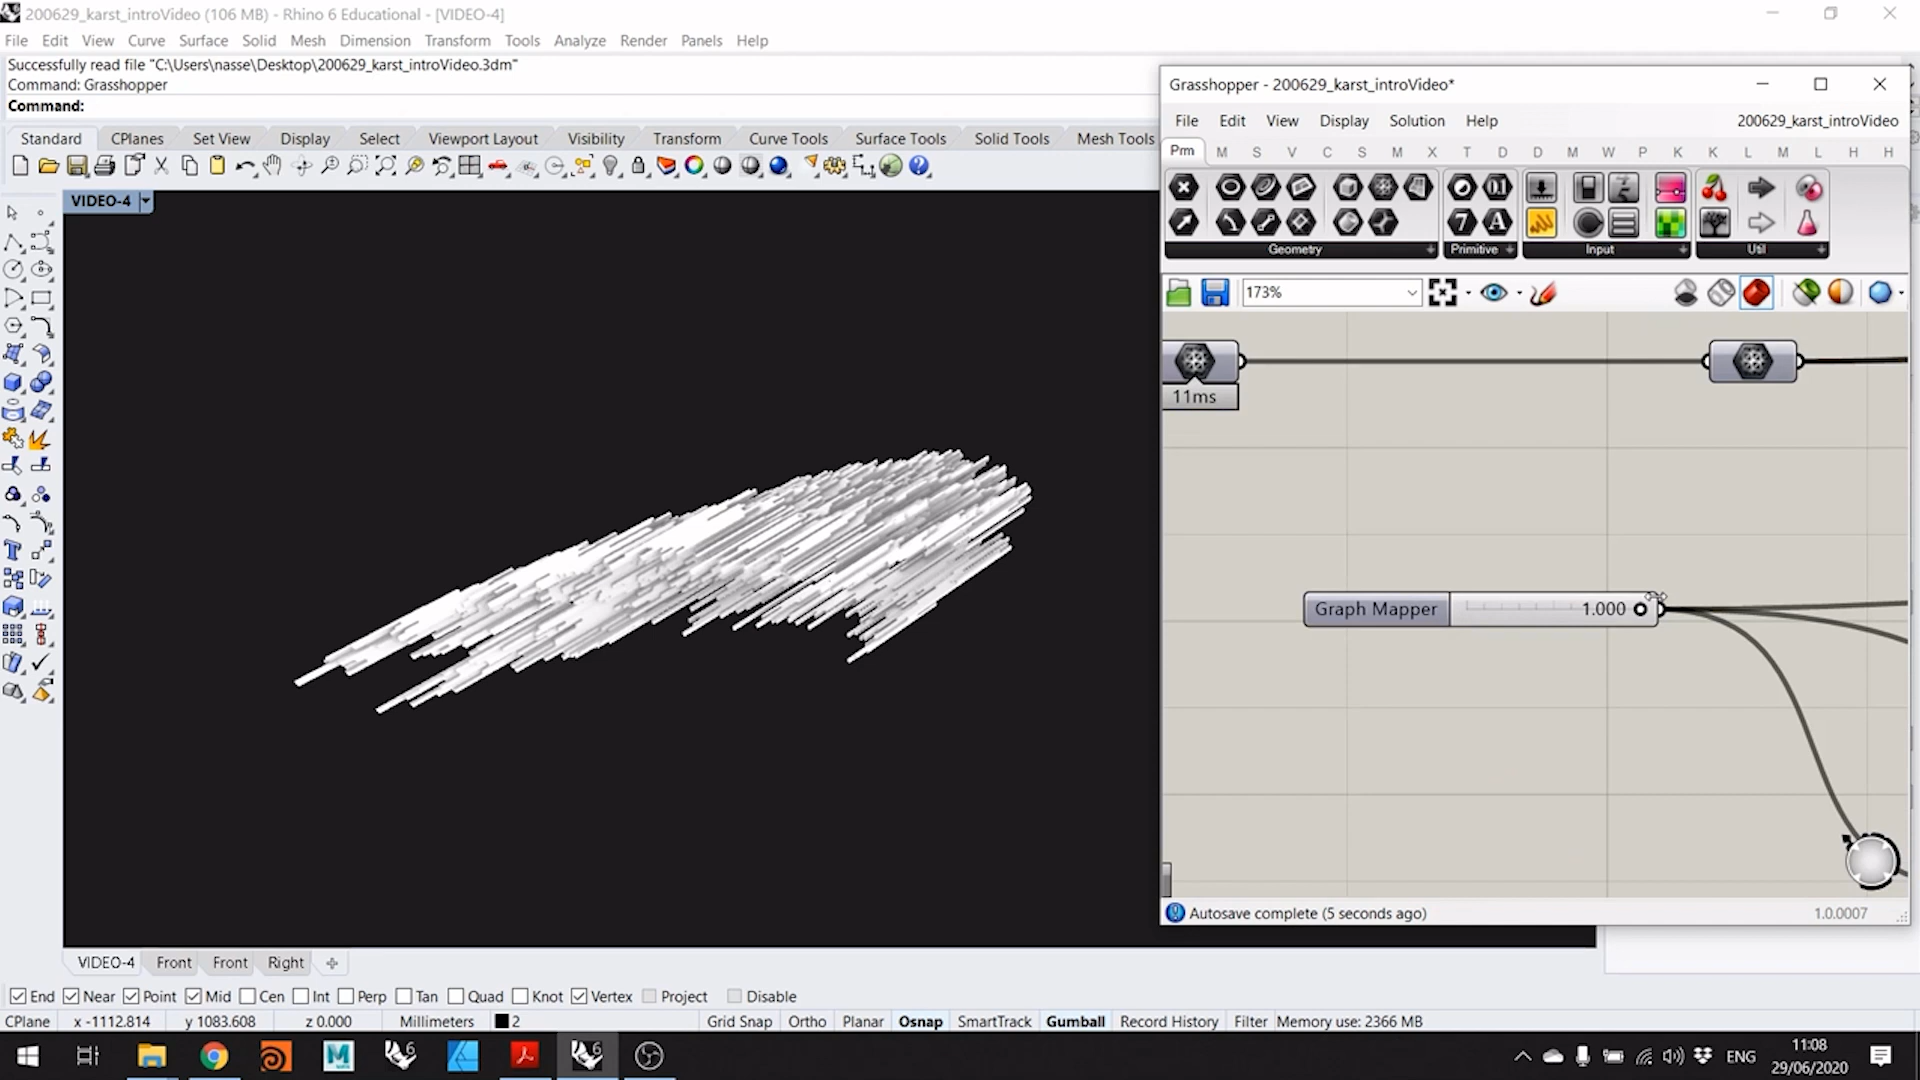 200629_karst_introVideo (106 MB) - Rhino 6 Educational - [VIDEO-4]
File Edit View Curve Surface Solid Mesh Dimension Transform Tools Analyze Render Panels Help
Successfully read file "C:\Users\nasse\Desktop\200629_karst_introVideo.3dm"
Command: Grasshopper
Command:
Standard CPlanes Set View Display Select Viewport Layout Visibility Transform Curve Tools Surface Tools Solid Tools Mesh Tools
VIDEO-4
Grasshopper - 200629_karst_introVideo*
File Edit View Display Solution Help 200629_karst_introVideo
Prm M S V C S M X T D D M W P K K L M L H H
Geometry Primitive Input Util
173%
11ms
Graph Mapper 1.000
Autosave complete (5 seconds ago) 1.0.0007
VIDEO-4 Front Front Right
End Near Point Mid Cen Int Perp Tan Quad Knot Vertex Project Disable
CPlane x -1112.814 y 1083.608 z 0.000 Millimeters 2 Grid Snap Ortho Planar Osnap SmartTrack Gumball Record History Filter Memory use: 2366 MB
ENG
11:08
29/06/2020